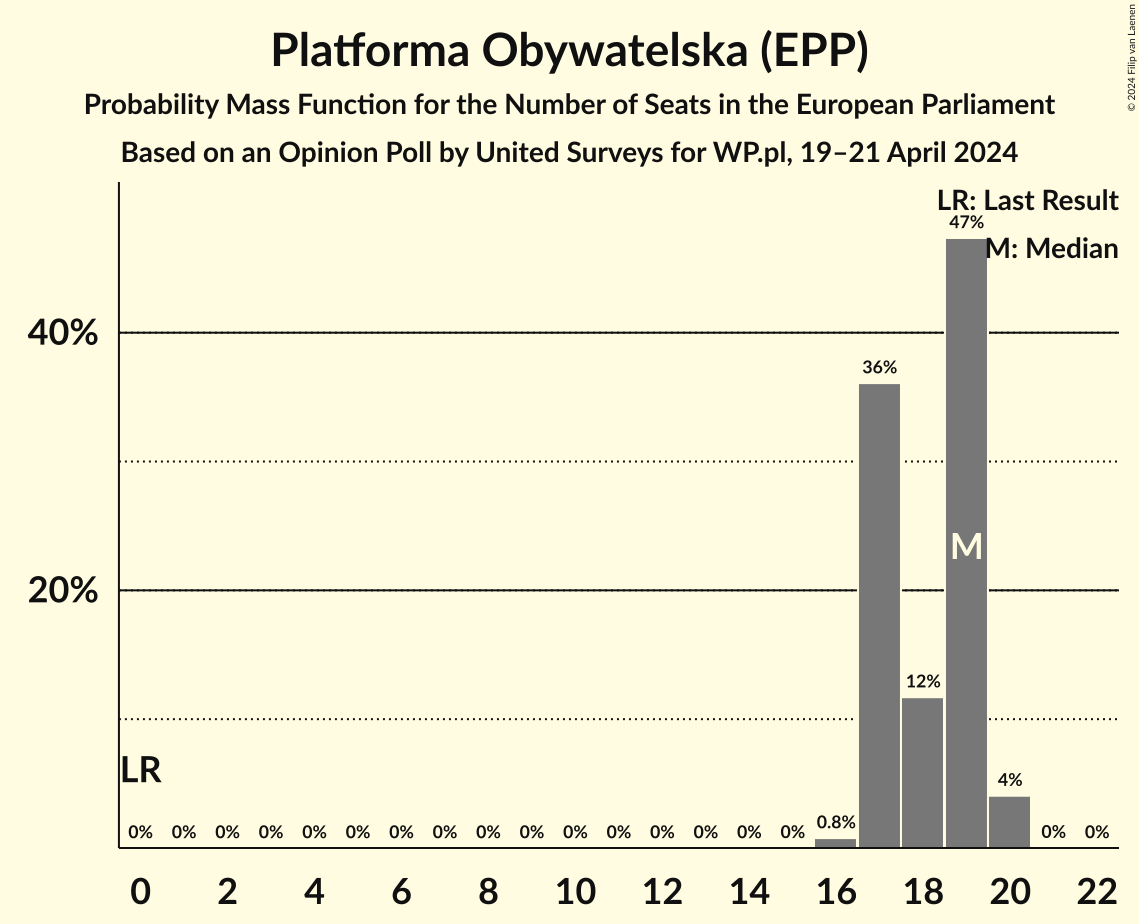 Platforma Obywatelska (EPP)
Probability Mass Function for the Number of Seats in the European Parliament
Based on an Opinion Poll by United Surveys for WP.pl, 19–21 April 2024
© 2024 Filip van Laenen
LR: Last Result
M: Median
47%
40%
36%
M
20%
12%
LR
4%
0% 0% 0% 0% 0% 0% 0% 0% 0% 0% 0% 0% 0% 0% 0% 0% 0.8% 0% 0%
0 2 4 6 8 10 12 14 16 18 20 22